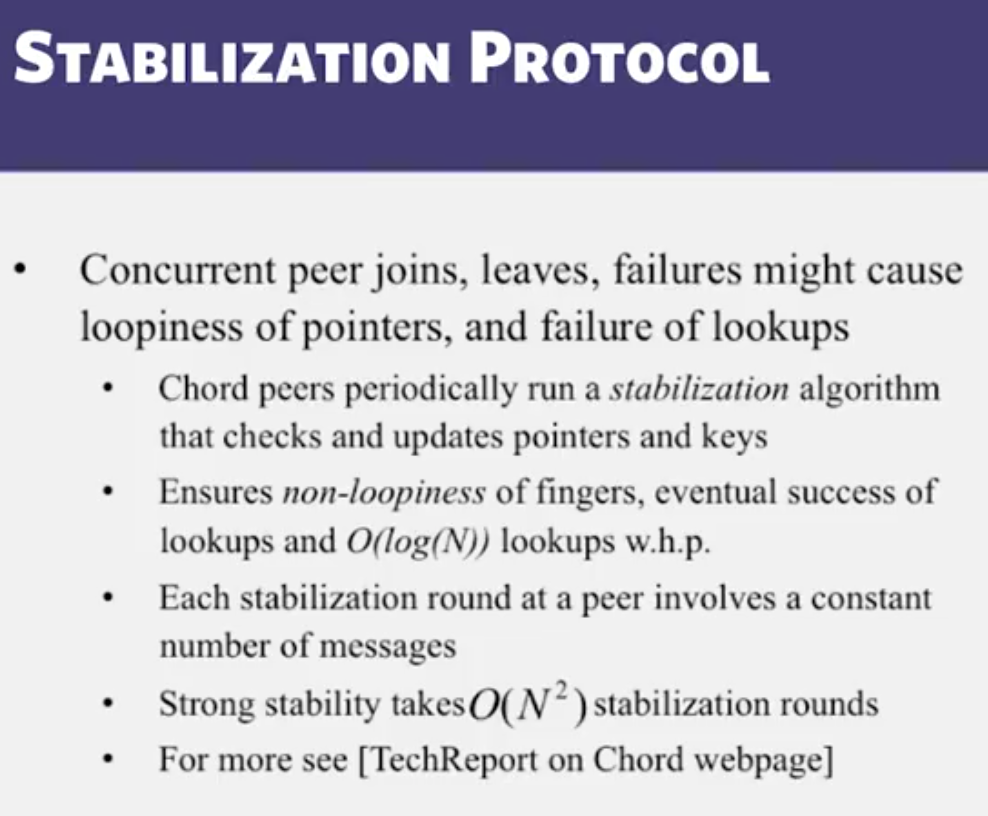 STABILIZATION PROTOCOL
• Concurrent peer joins, leaves, failures might cause
loopiness of pointers, and failure of lookups
• Chord peers periodically run a stabilization algorithm
that checks and updates pointers and keys
• Ensures non-loopiness of fingers, eventual success of
lookups and O(log(N)) lookups w.h.p.
• Each stabilization round at a peer involves a constant
number of messages
• Strong stability takes O(N²) stabilization rounds
• For more see [TechReport on Chord webpage]